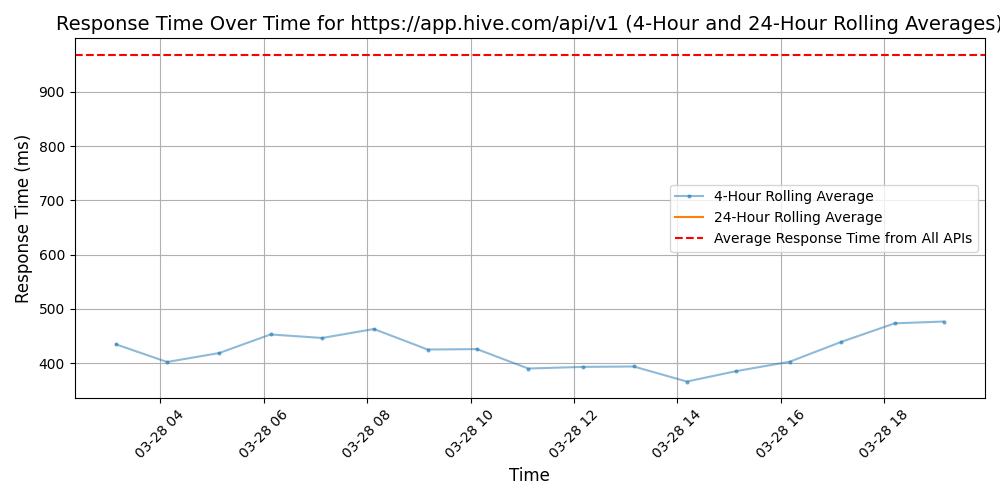 Response Time Over Time for https://app.hive.com/api/v1 (4-Hour and 24-Hour Rolling Averages)
Response Time (ms)
900
800
700
600
500
400
4-Hour Rolling Average
24-Hour Rolling Average
Average Response Time from All APIs
03-28 04
03-28 06
03-28 08
03-28 10
03-28 12
03-28 14
03-28 16
03-28 18
Time